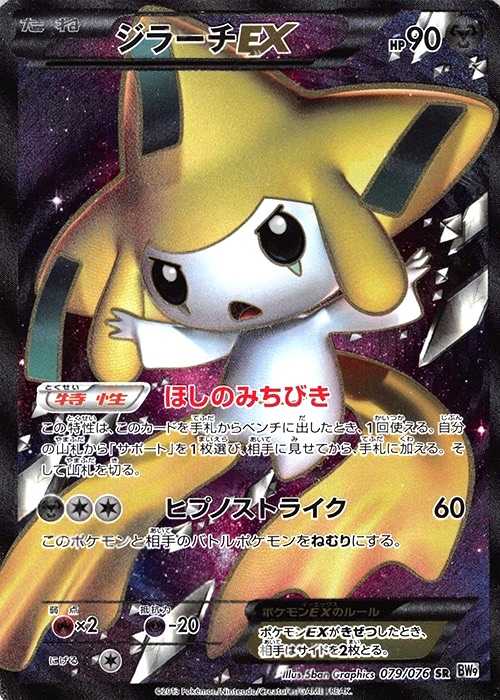 たね ジラーチEX HP90
特性 ほしのみちびき
この特性は、このカードを手札からベンチに出したとき、1回使える。自分
の山札から「サポート」を1枚選び、相手に見せてから、手札に加える。そ
して山札を切る。
ヒプノストライク 60
このポケモンと相手のバトルポケモンをねむりにする。
弱点 ×2 抵抗力 -20
にげる
ポケモンEXのルール
ポケモンEXがきぜつしたとき、
相手はサイドを2枚とる。
illus. 5ban Graphics 079/076 SR BW9
©2013 Pokémon/Nintendo/Creatures/GAME FREAK.